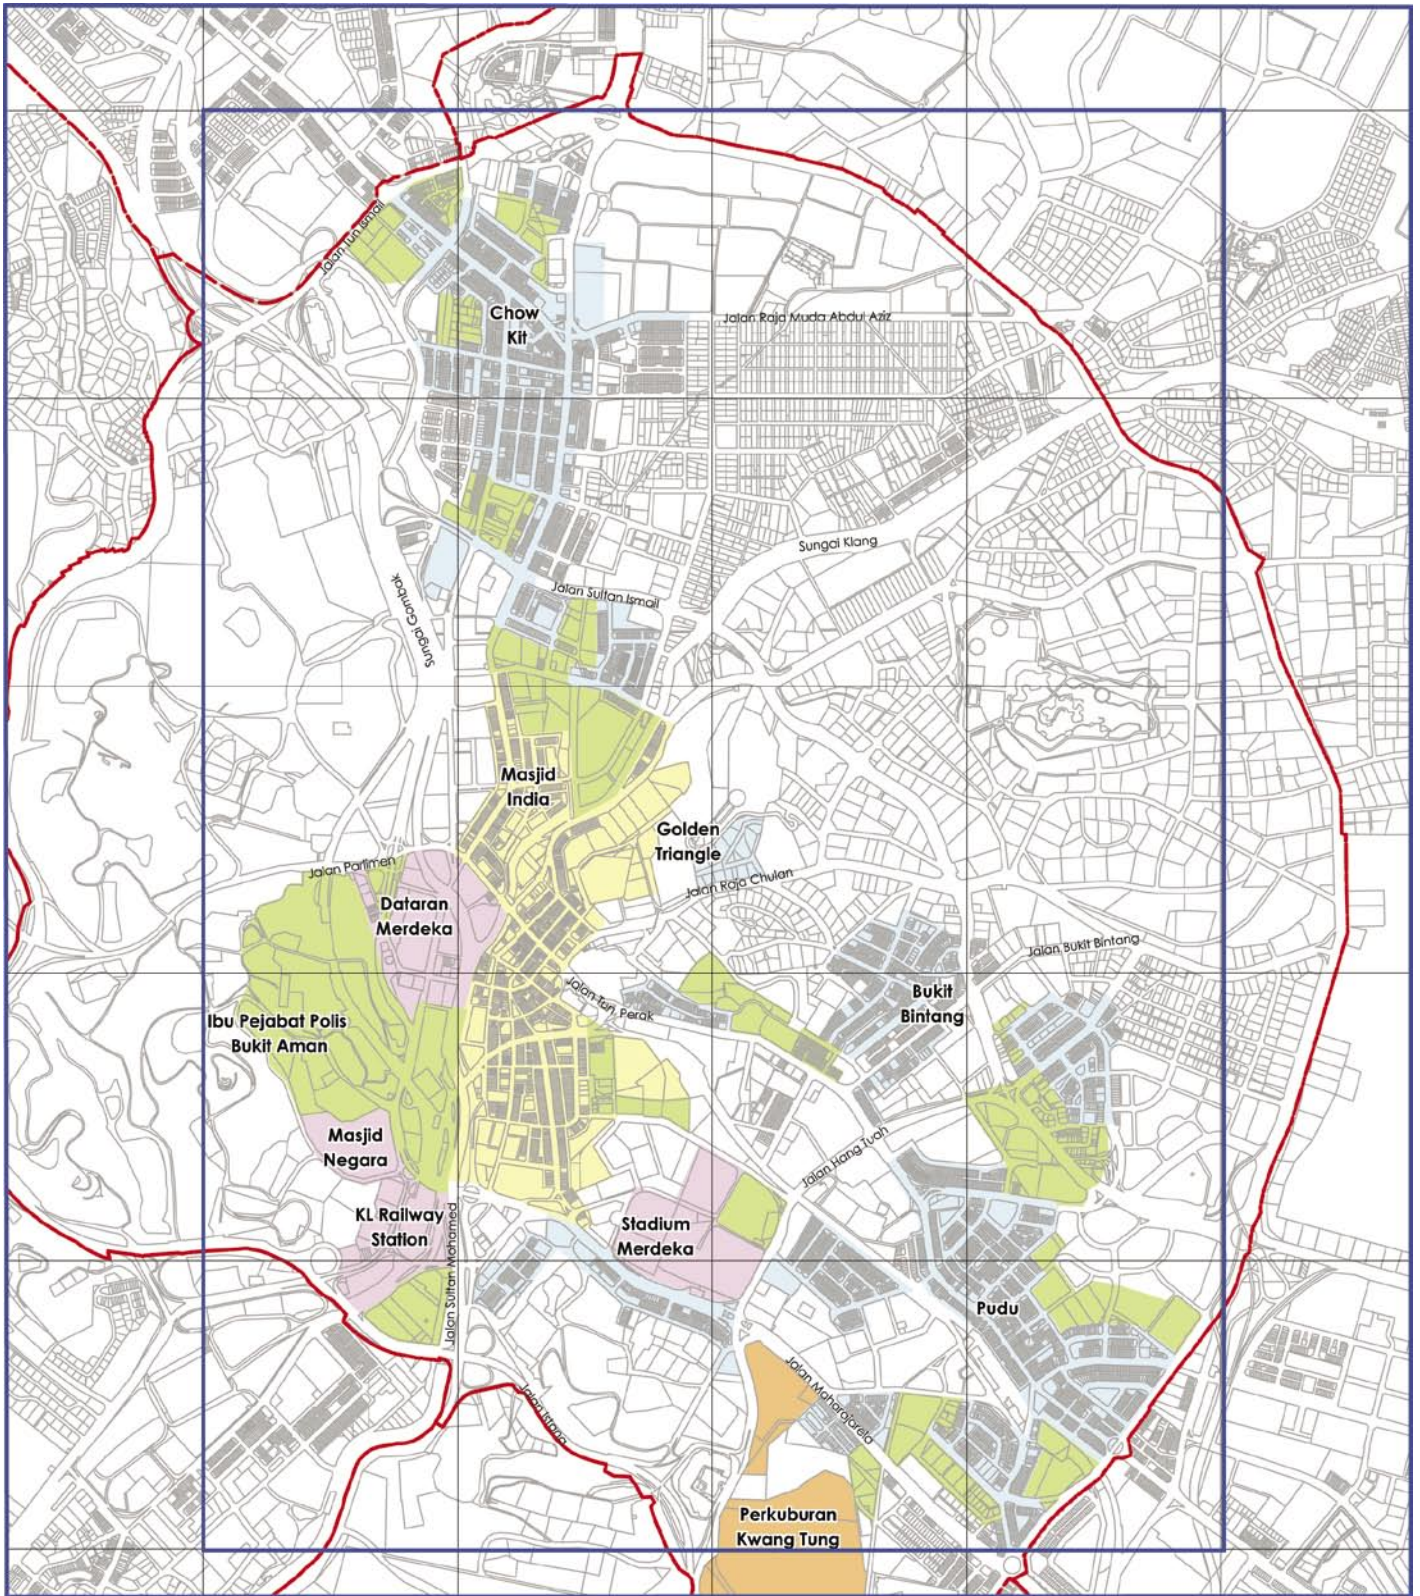 Jalan Tun Ismail
Chow
Kit
Jalan Raja Muda Abdul Aziz
Sungai Klang
Jalan Sultan Ismail
Sungai Gombak
Masjid
India
Golden
Triangle
Jalan Parlimen
Jalan Raja Chulan
Dataran
Merdeka
Jalan Bukit Bintang
Bukit
Bintang
Jalan Tun Perak
Ibu Pejabat Polis
Bukit Aman
Masjid
Negara
Jalan Hang Tuah
KL Railway
Station
Stadium
Merdeka
Jalan Sultan Mohamed
Pudu
Jalan Maharajarela
Jalan Istana
Perkuburan
Kwang Tung